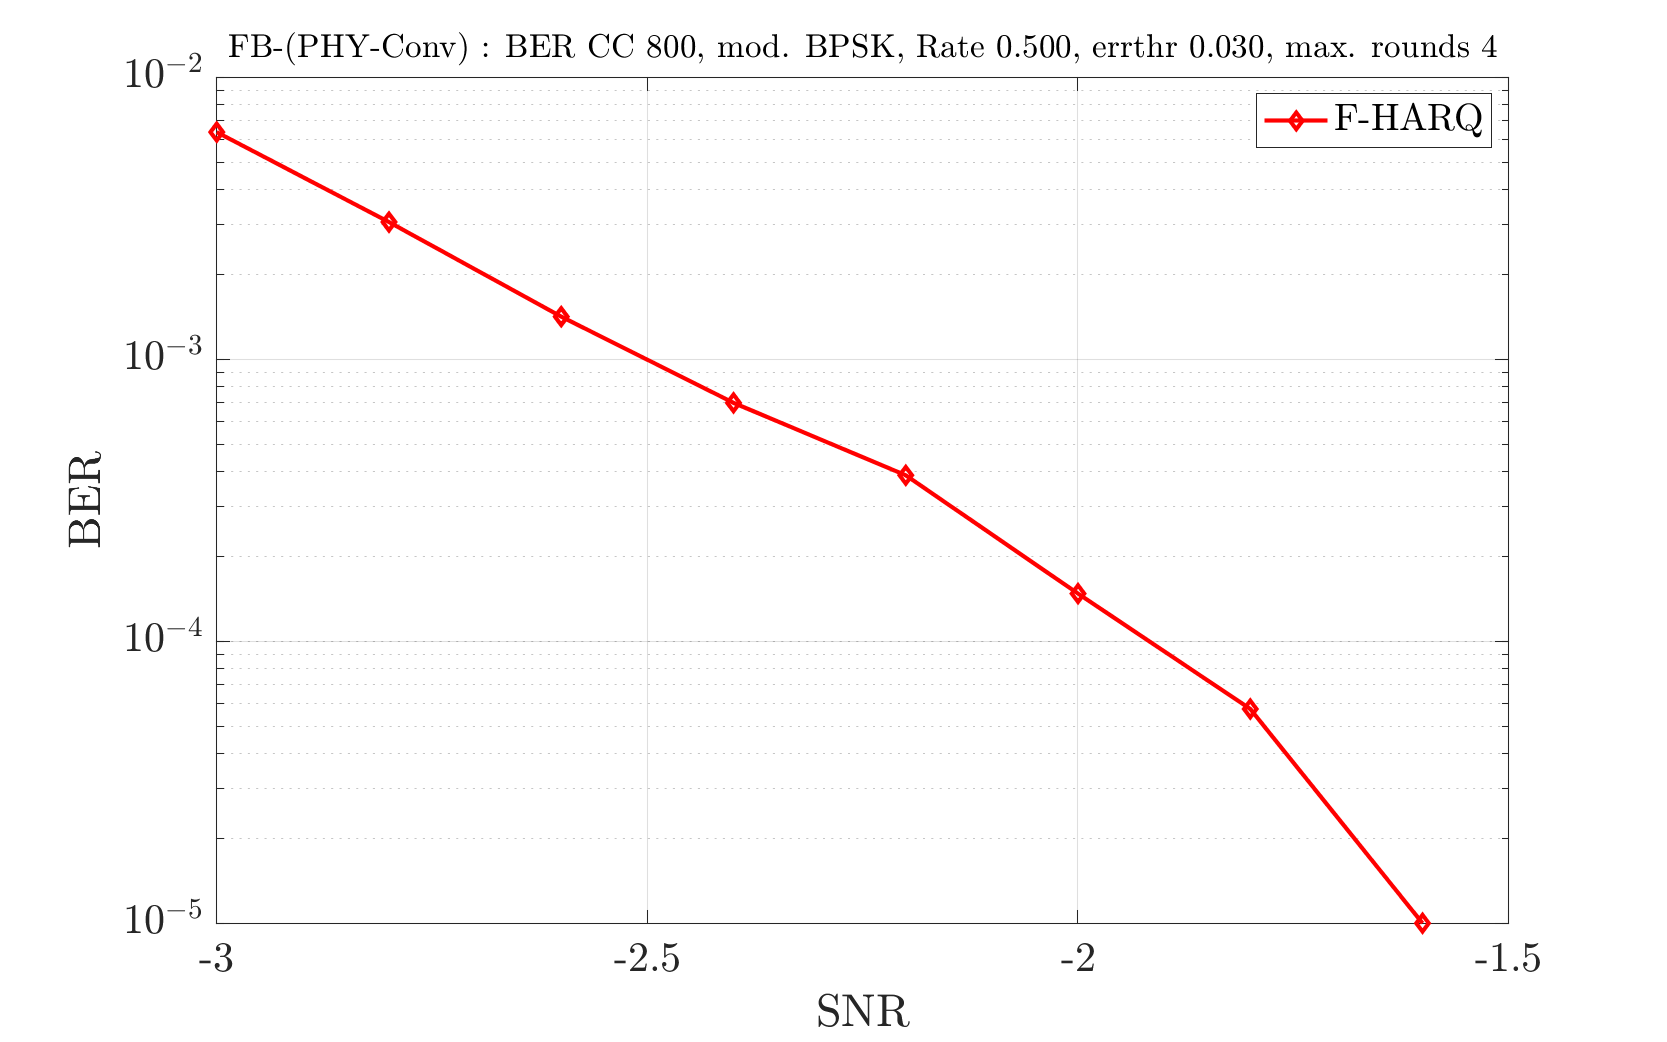 FB-(PHY-Conv) : BER CC 800, mod. BPSK, Rate 0.500, errthr 0.030, max. rounds 4
10⁻²
F-HARQ
10⁻³
BER
10⁻⁴
10⁻⁵
-3 -2.5 -2 -1.5
SNR